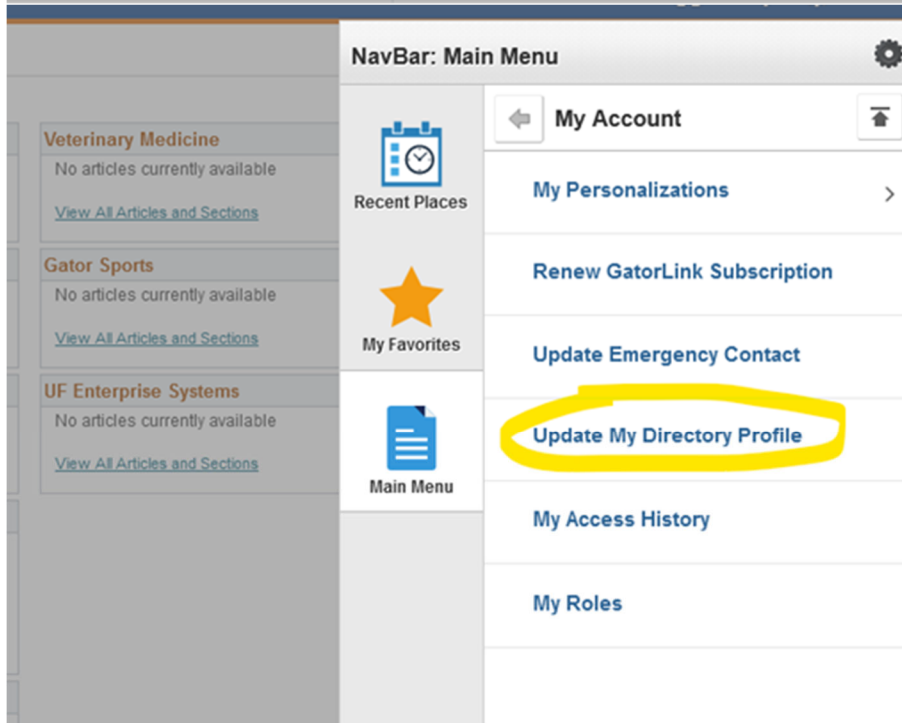 NavBar: Main Menu
Veterinary Medicine
No articles currently available
View All Articles and Sections
Gator Sports
No articles currently available
View All Articles and Sections
UF Enterprise Systems
No articles currently available
View All Articles and Sections
Recent Places
My Favorites
Main Menu
My Account
My Personalizations
Renew GatorLink Subscription
Update Emergency Contact
Update My Directory Profile
My Access History
My Roles